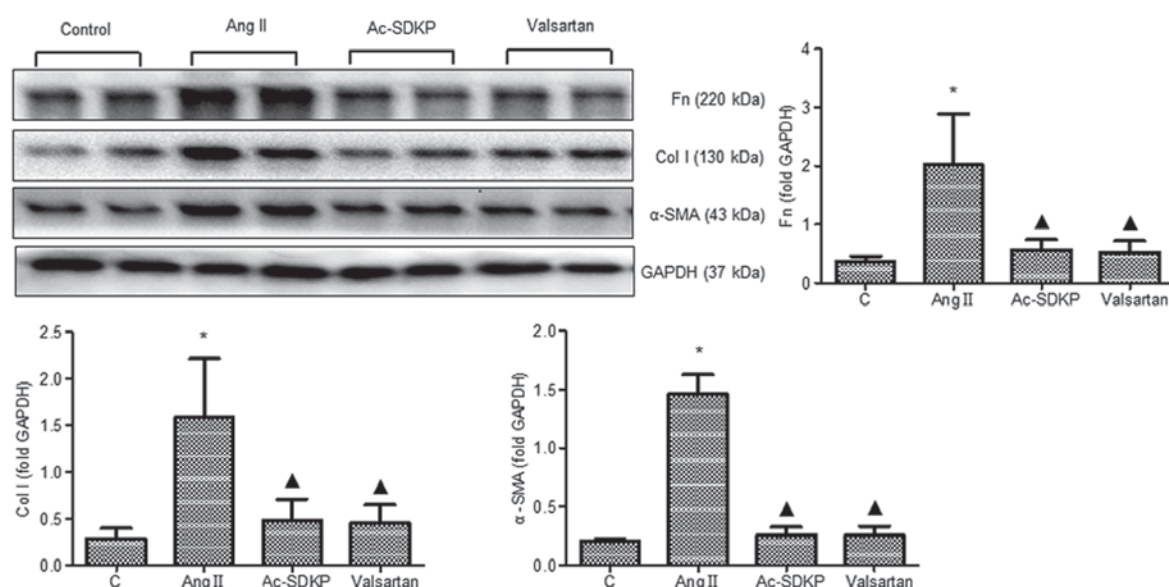 Control Ang II Ac-SDKP Valsartan
Fn (220 kDa)
Col I (130 kDa)
α-SMA (43 kDa)
GAPDH (37 kDa)
Fn (fold GAPDH)
4
3
2
1
0
*
▲ ▲
C Ang II Ac-SDKP Valsartan
Col I (fold GAPDH)
2.5
2.0
1.5
1.0
0.5
0.0
*
▲ ▲
C Ang II Ac-SDKP Valsartan
α-SMA (fold GAPDH)
2.0
1.5
1.0
0.5
0.0
*
▲ ▲
C Ang II Ac-SDKP Valsartan